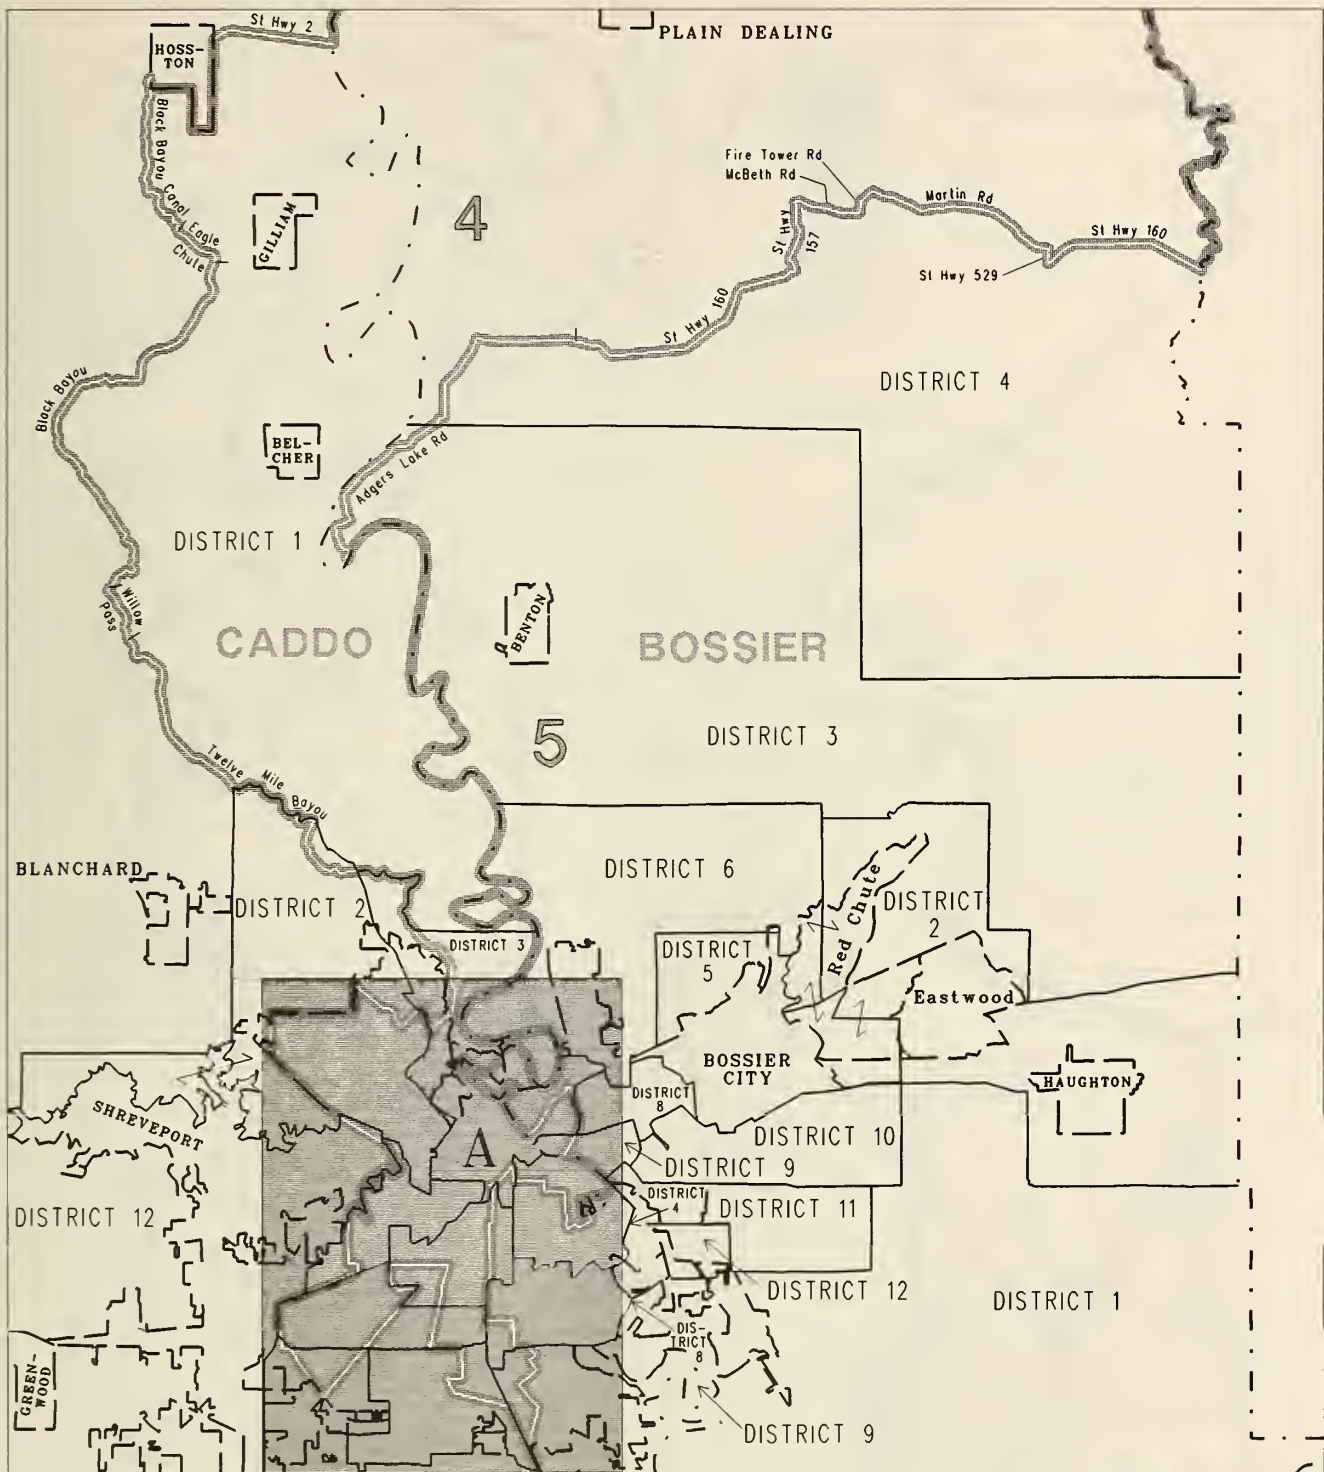 St Hwy 2
PLAIN DEALING
HOSS-
TON
Black Bayou
Canal
Eagle
Chute
GILLIAM
4
Fire Tower Rd
McBeth Rd
Martin Rd
St Hwy
157
St Hwy 160
St Hwy 529
St Hwy 160
Black Bayou
DISTRICT 4
BEL-
CHER
Adgers Lake Rd
DISTRICT 1
Willow
Pass
BENTON
CADDO
BOSSIER
5
DISTRICT 3
Twelve Mile
Bayou
BLANCHARD
DISTRICT 6
DISTRICT 2
DISTRICT 3
DISTRICT
5
Red Chute
DISTRICT
2
Eastwood
BOSSIER
CITY
HAUGHTON
SHREVEPORT
DISTRICT
8
DISTRICT 10
A
DISTRICT 9
DISTRICT
4
DISTRICT 11
DISTRICT 12
DISTRICT 12
DISTRICT 1
DIS-
TRICT
8
GREEN-
WOOD
DISTRICT 9